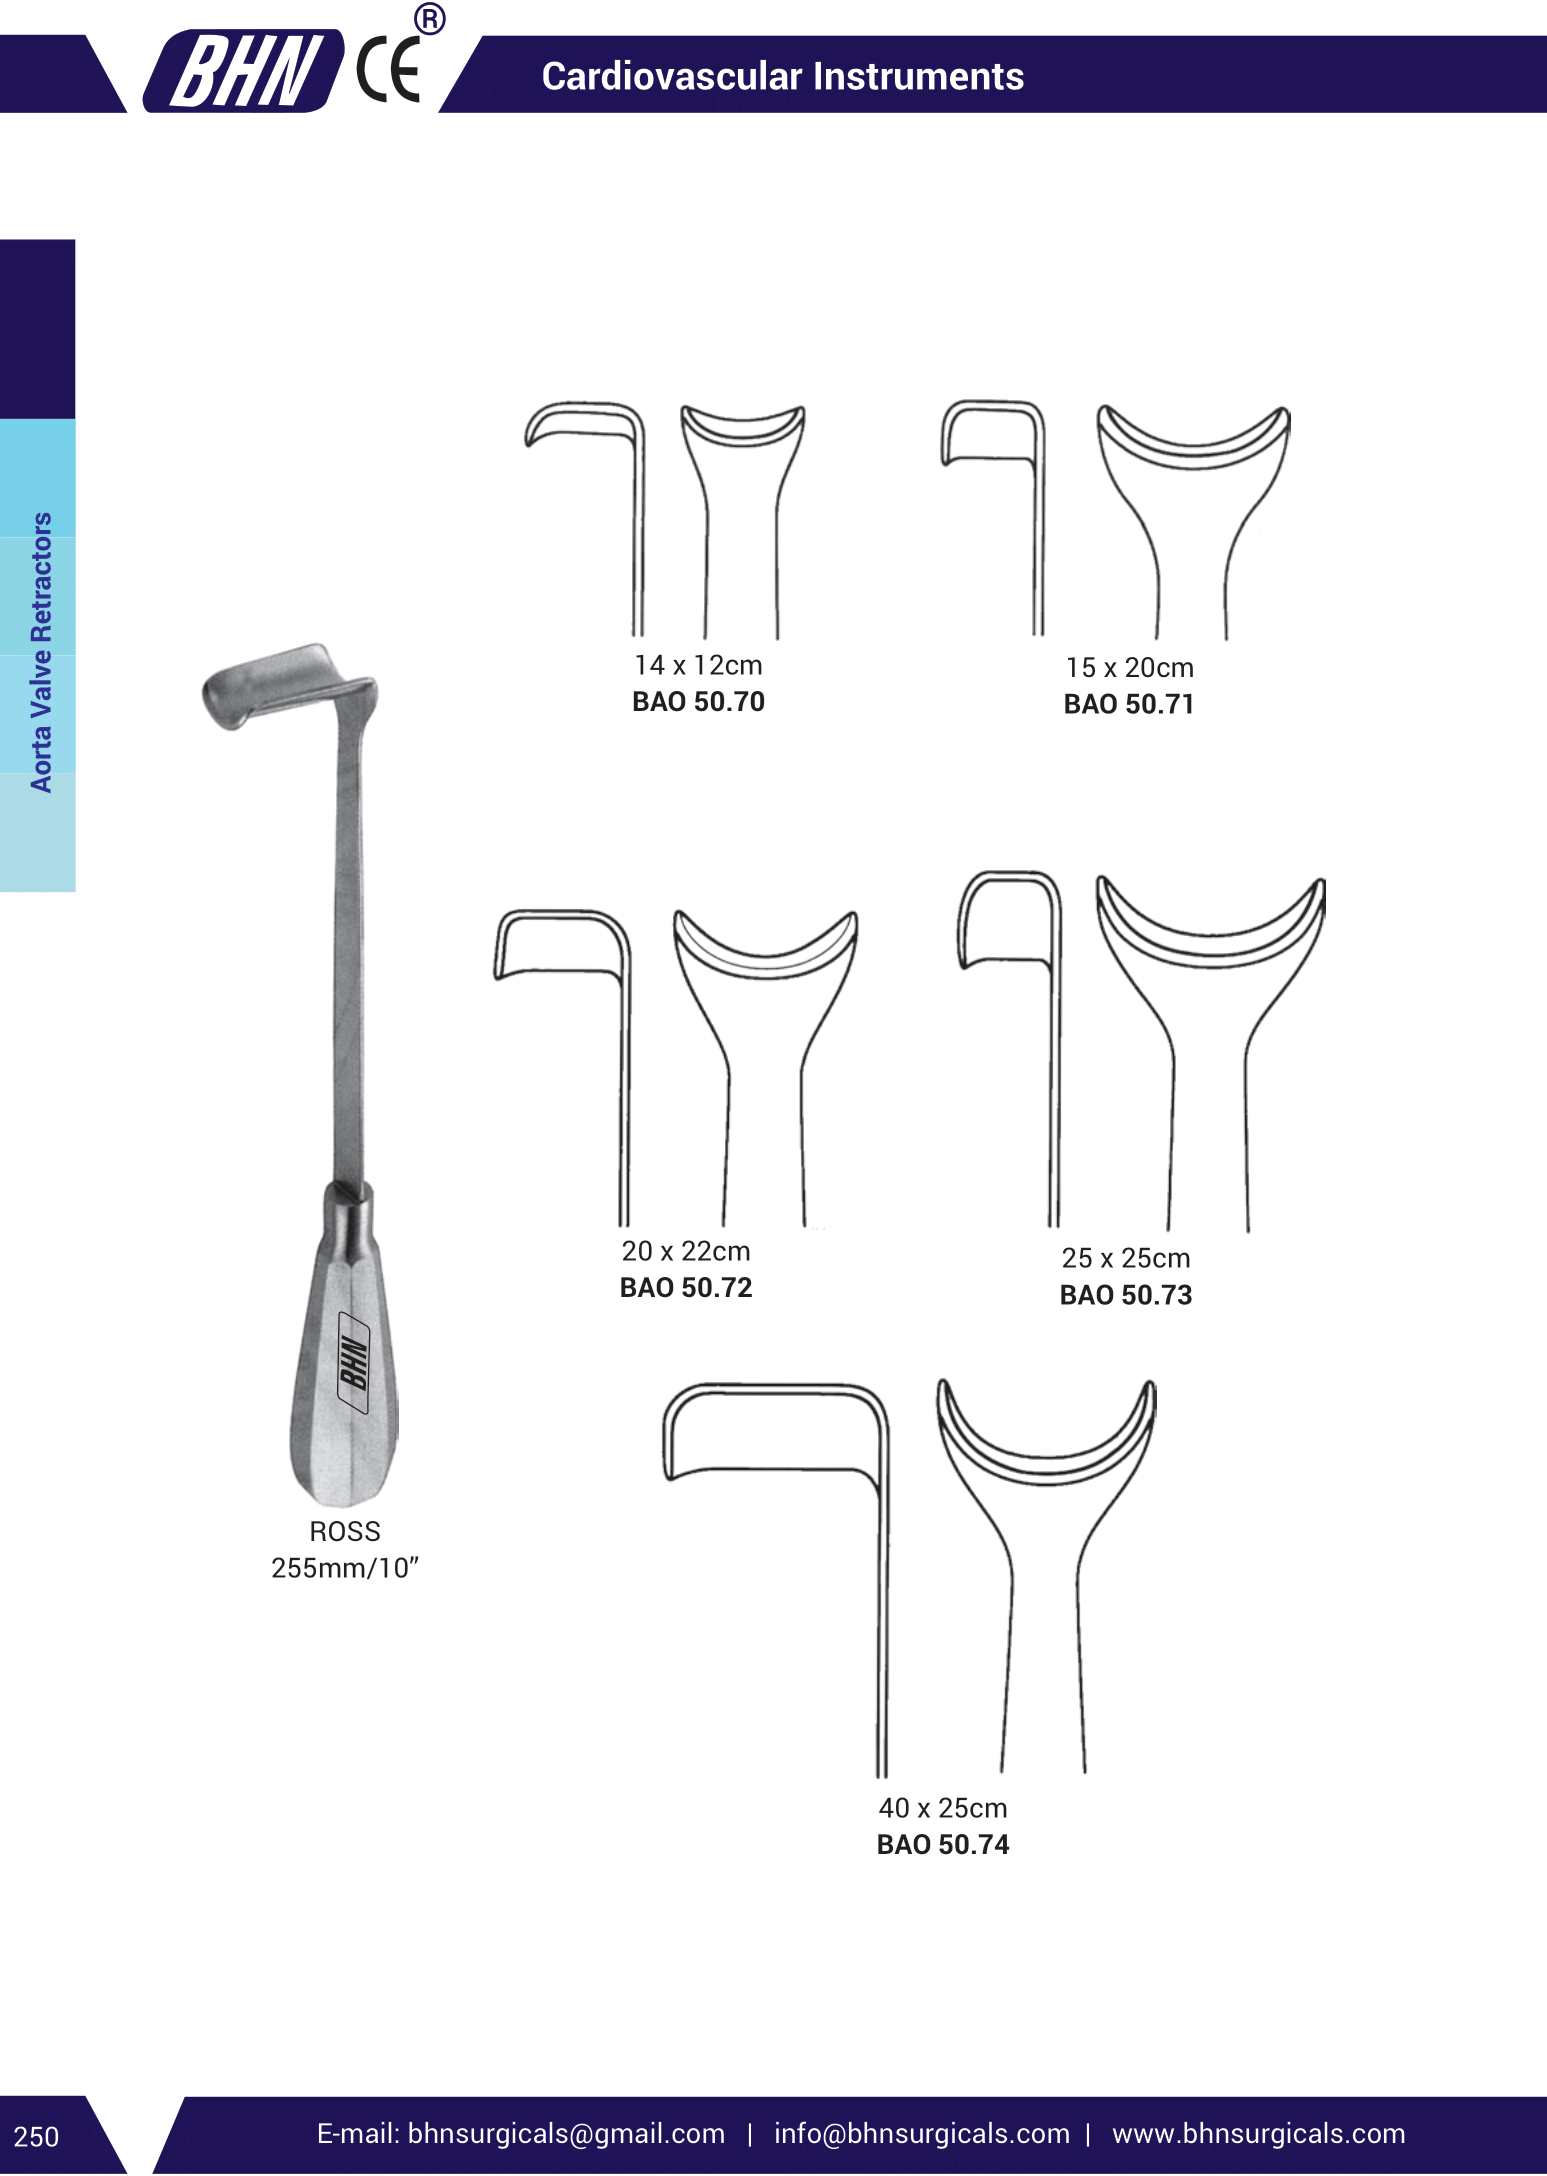 BHN CE ®
Cardiovascular Instruments
Aorta Valve Retractors
14 x 12cm
BAO 50.70
15 x 20cm
BAO 50.71
20 x 22cm
BAO 50.72
25 x 25cm
BAO 50.73
BHN
ROSS
255mm/10”
40 x 25cm
BAO 50.74
250
E-mail: bhnsurgicals@gmail.com | info@bhnsurgicals.com | www.bhnsurgicals.com